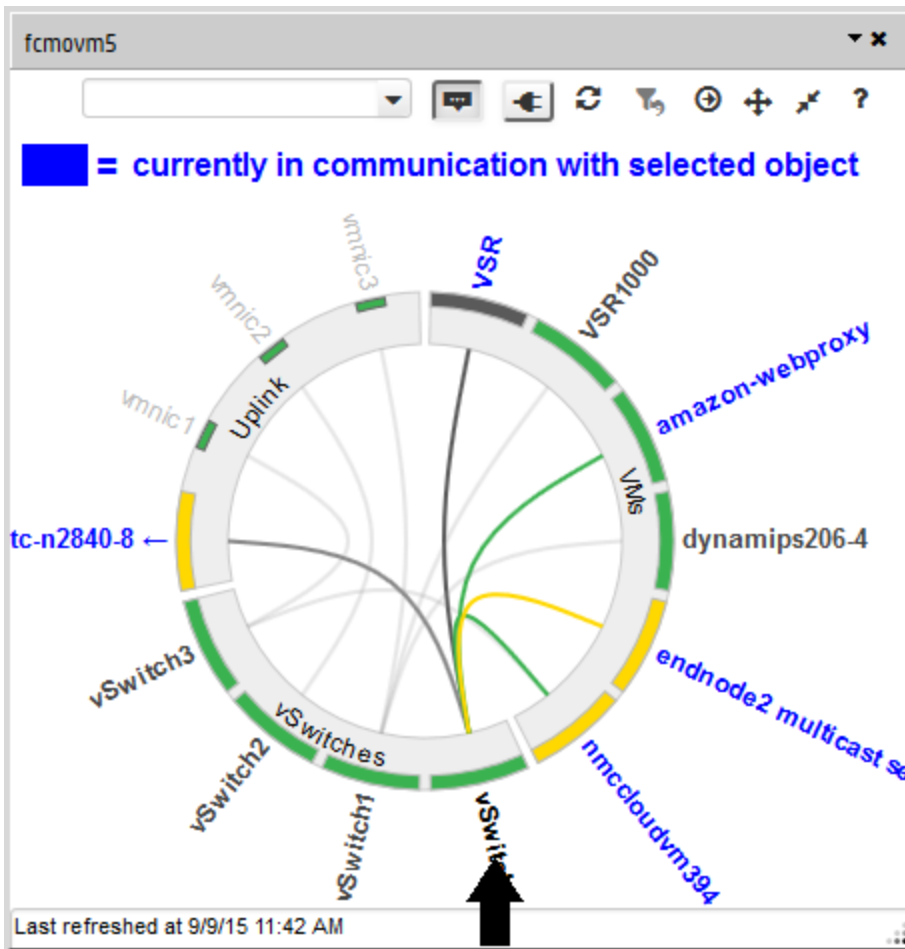 fcmovm5
?
= currently in communication with selected object
vmnic3
VSR
VSR1000
vmnic2
amazon-webproxy
vmnic1
Uplink
VMs
tc-n2840-8 ←
dynamips206-4
endnode2 multicast
vSwitch3
vSwitches
vSwitch2
vSwitch1
nmccloudvm394
Last refreshed at 9/9/15 11:42 AM